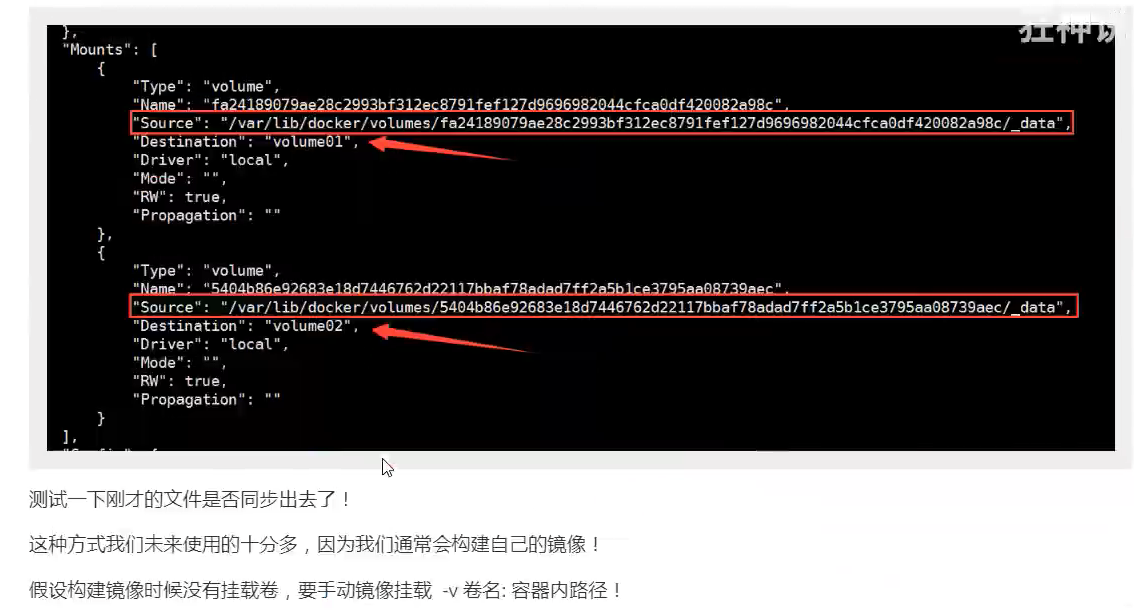 狂神说
},
"Mounts": [
{
"Type": "volume",
"Name": "fa24189079ae28c2993bf312ec8791fef127d9696982044cfca0df420082a98c",
"Source": "/var/lib/docker/volumes/fa24189079ae28c2993bf312ec8791fef127d9696982044cfca0df420082a98c/_data",
"Destination": "volume01",
"Driver": "local",
"Mode": "",
"RW": true,
"Propagation": ""
},
{
"Type": "volume",
"Name": "5404b86e92683e18d7446762d22117bbaf78adad7ff2a5b1ce3795aa08739aec",
"Source": "/var/lib/docker/volumes/5404b86e92683e18d7446762d22117bbaf78adad7ff2a5b1ce3795aa08739aec/_data",
"Destination": "volume02",
"Driver": "local",
"Mode": "",
"RW": true,
"Propagation": ""
}
],
测试一下刚才的文件是否同步出去了！
这种方式我们未来使用的十分多，因为我们通常会构建自己的镜像！
假设构建镜像时候没有挂载卷，要手动镜像挂载 -v 卷名: 容器内路径！